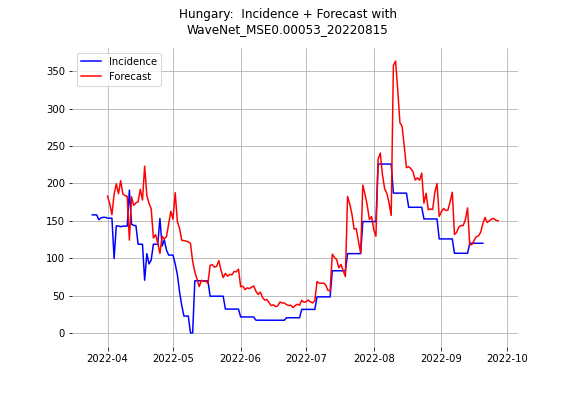 Hungary:  Incidence + Forecast with
WaveNet_MSE0.00053_20220815
Incidence
Forecast
350
300
250
200
150
100
50
0
2022-04 2022-05 2022-06 2022-07 2022-08 2022-09 2022-10